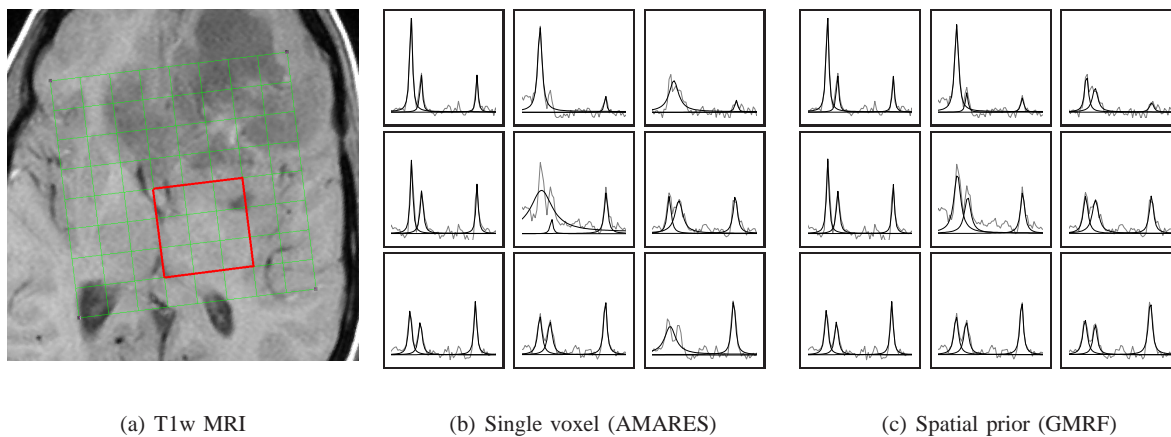 (a) T1w MRI
(b) Single voxel (AMARES)
(c) Spatial prior (GMRF)